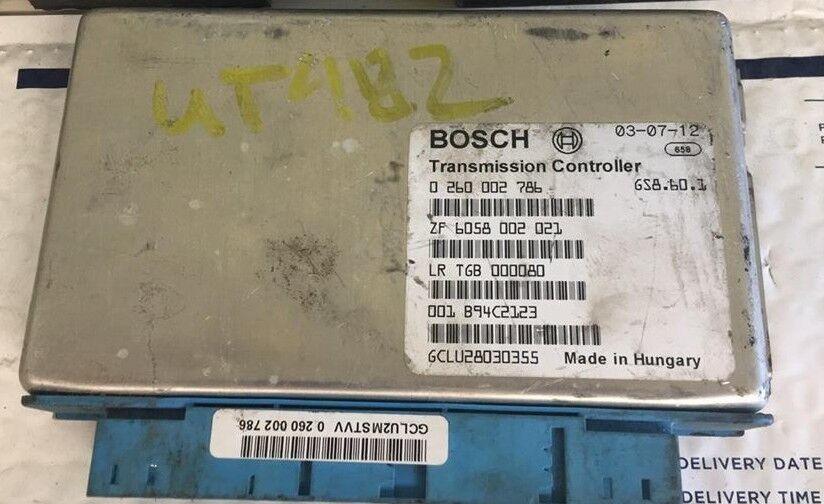 UT482
BOSCH
03-07-12
658
Transmission Controller
0 260 002 786 GS8.60.1
ZF 6058 002 021
LR TGB 000080
001 B94C2123
GCLU28030355 Made in Hungary
GCLU2MSTVV 0 260 002 786
DELIVERY DATE
DELIVERY TIME